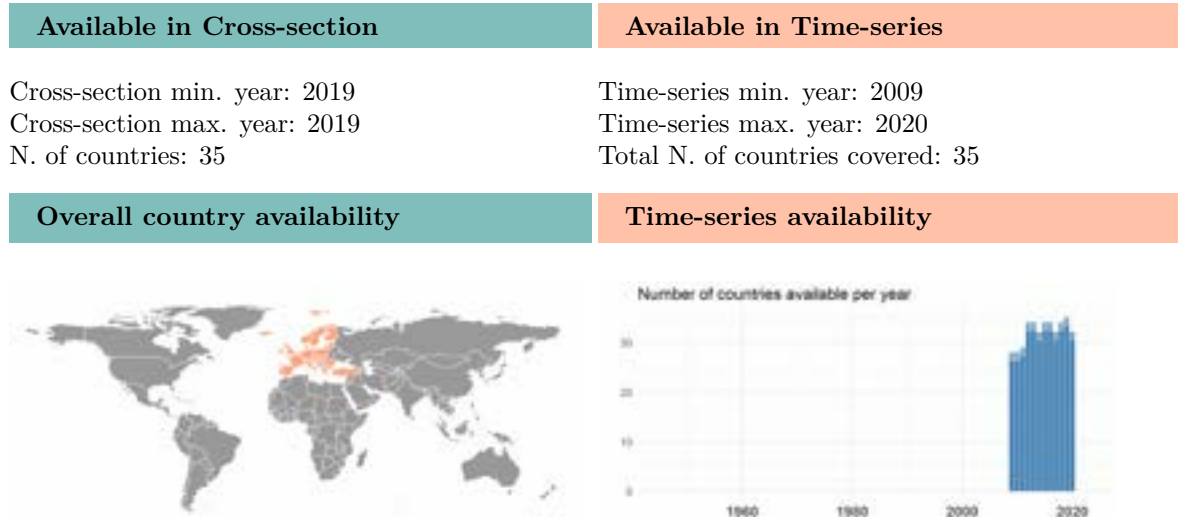 Available in Cross-section
Available in Time-series
Cross-section min. year: 2019
Cross-section max. year: 2019
N. of countries: 35
Time-series min. year: 2009
Time-series max. year: 2020
Total N. of countries covered: 35
Overall country availability
Time-series availability
Number of countries available per year
30
20
10
0
1960 1980 2000 2020